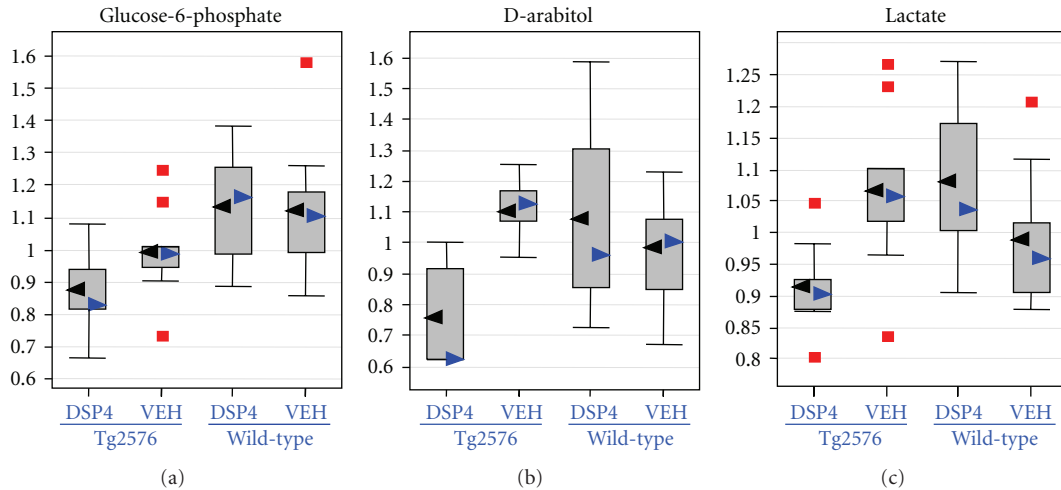 Glucose-6-phosphate
1.6
1.5
1.4
1.3
1.2
1.1
1
0.9
0.8
0.7
0.6
DSP4 VEH DSP4 VEH
Tg2576 Wild-type
(a)
D-arabitol
1.6
1.5
1.4
1.3
1.2
1.1
1
0.9
0.8
0.7
0.6
DSP4 VEH DSP4 VEH
Tg2576 Wild-type
(b)
Lactate
1.25
1.2
1.15
1.1
1.05
1
0.95
0.9
0.85
0.8
DSP4 VEH DSP4 VEH
Tg2576 Wild-type
(c)